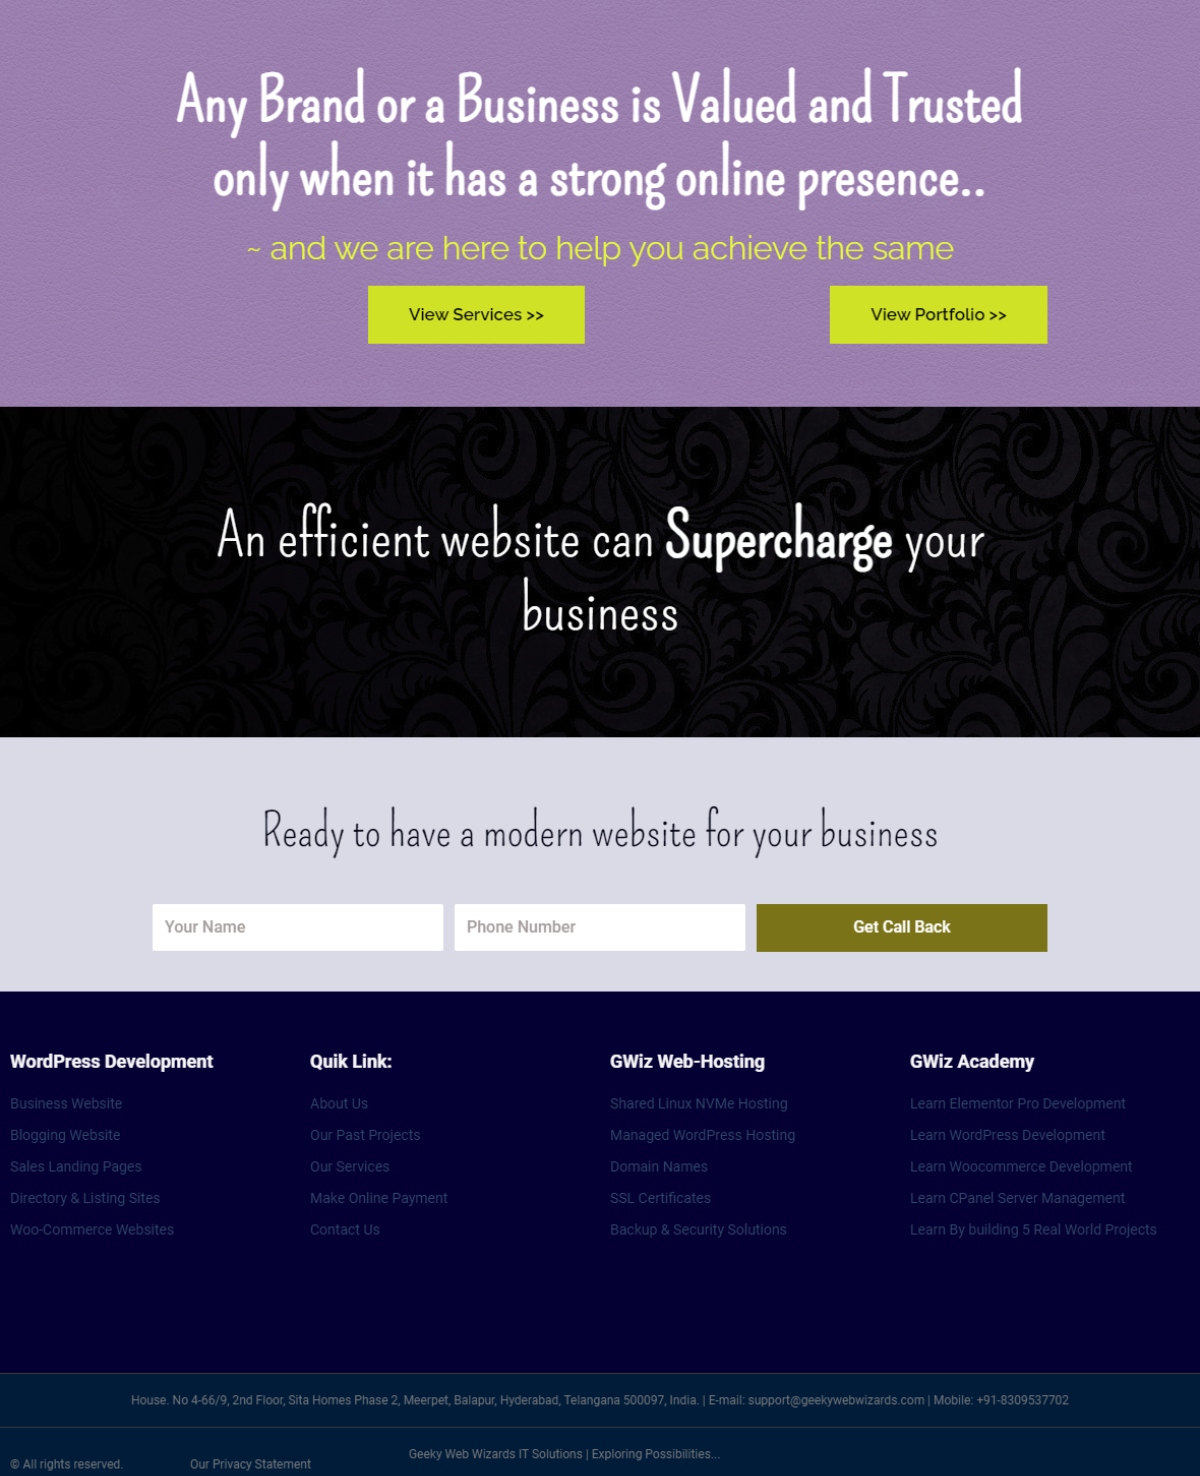 Any Brand or a Business is Valued and Trusted
only when it has a strong online presence..
~ and we are here to help you achieve the same
View Services >>
View Portfolio >>
An efficient website can Supercharge your
business
Ready to have a modern website for your business
Your Name
Phone Number
Get Call Back
WordPress Development
Business Website
Blogging Website
Sales Landing Pages
Directory & Listing Sites
Woo-Commerce Websites
Quik Link:
About Us
Our Past Projects
Our Services
Make Online Payment
Contact Us
GWiz Web-Hosting
Shared Linux NVMe Hosting
Managed WordPress Hosting
Domain Names
SSL Certificates
Backup & Security Solutions
GWiz Academy
Learn Elementor Pro Development
Learn WordPress Development
Learn Woocommerce Development
Learn CPanel Server Management
Learn By building 5 Real World Projects
House. No 4-66/9, 2nd Floor, Sita Homes Phase 2, Meerpet, Balapur, Hyderabad, Telangana 500097, India. | E-mail: support@geekywebwizards.com | Mobile: +91-8309537702
© All rights reserved.
Our Privacy Statement
Geeky Web Wizards IT Solutions | Exploring Possibilities...